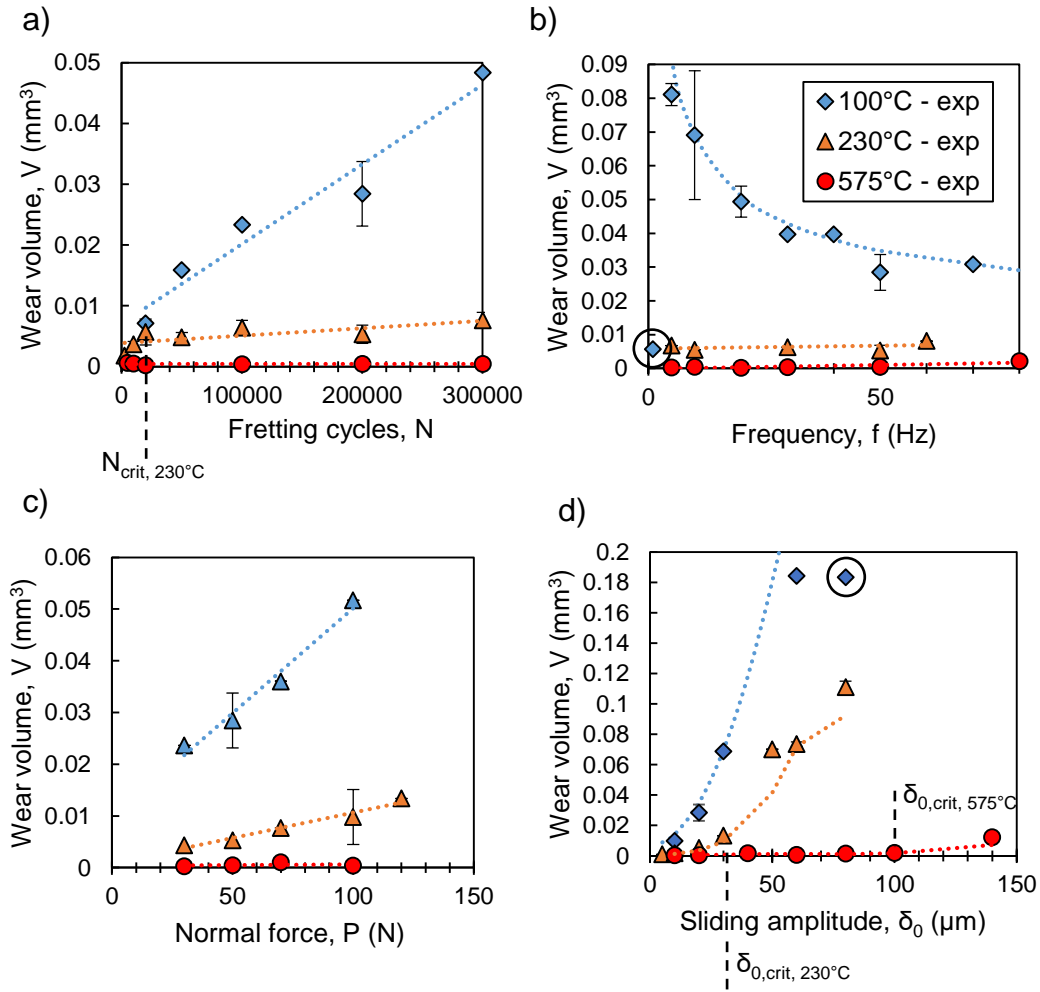 a)
Wear volume, V (mm³)
0.05
0.04
0.03
0.02
0.01
0
0 100000 200000 300000
Fretting cycles, N
N_crit, 230°C
b)
Wear volume, V (mm³)
0.09
0.08
0.07
0.06
0.05
0.04
0.03
0.02
0.01
0
0 50
Frequency, f (Hz)
100°C - exp
230°C - exp
575°C - exp
c)
Wear volume, V (mm³)
0.06
0.05
0.04
0.03
0.02
0.01
0
0 50 100 150
Normal force, P (N)
d)
Wear volume, V (mm³)
0.2
0.18
0.16
0.14
0.12
0.1
0.08
0.06
0.04
0.02
0
0 50 100 150
Sliding amplitude, δ₀ (µm)
δ0,crit, 575°C
δ0,crit, 230°C